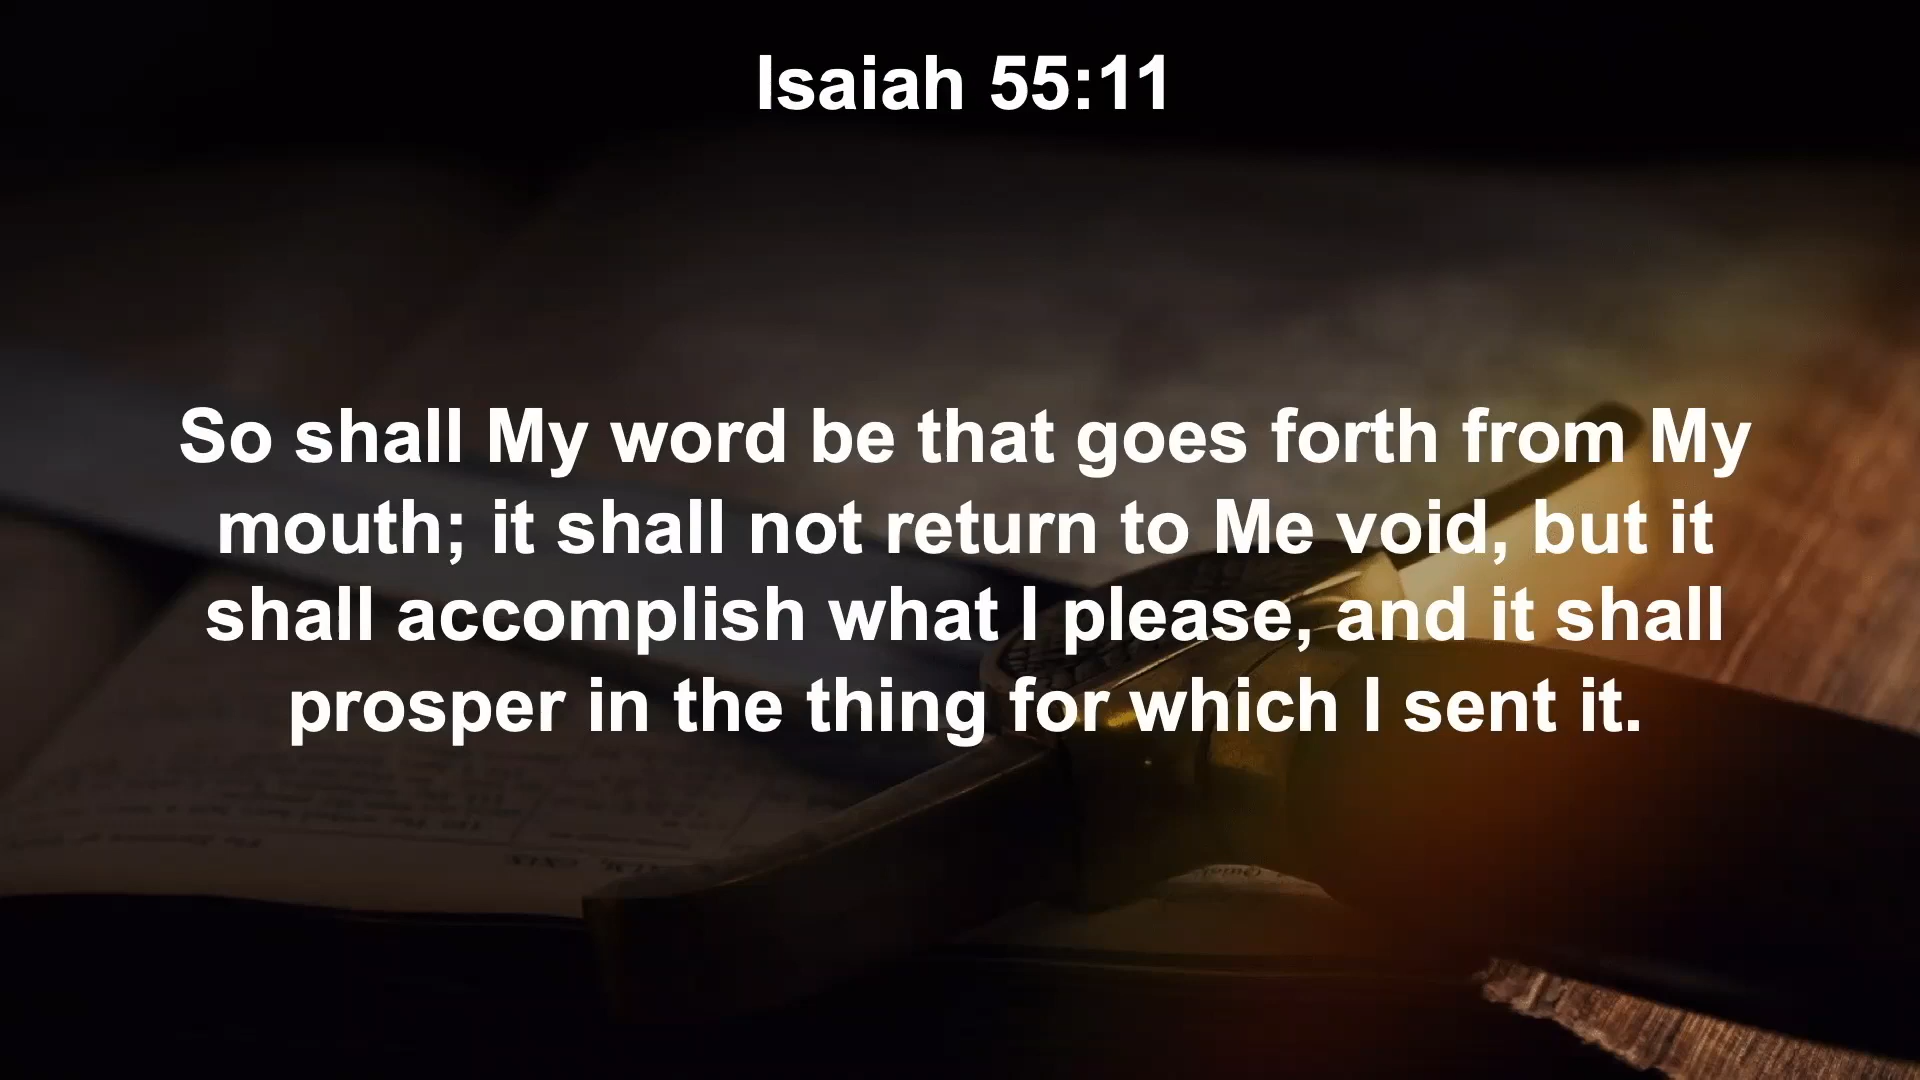 Isaiah 55:11
So shall My word be that goes forth from My
mouth; it shall not return to Me void, but it
shall accomplish what I please, and it shall
prosper in the thing for which I sent it.